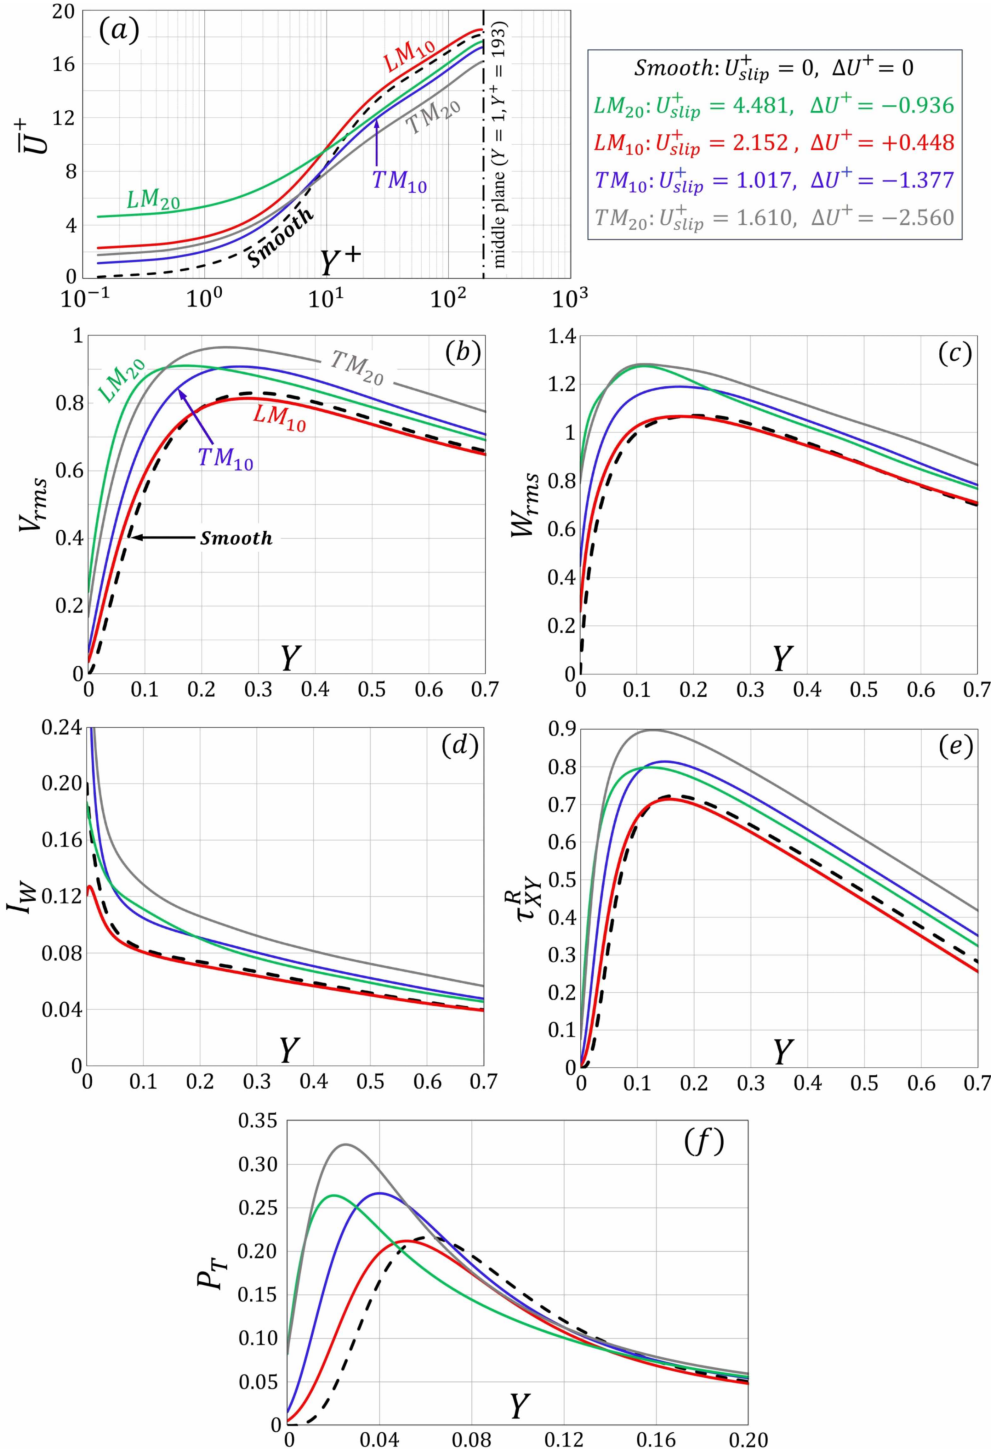 20
16
12
8
4
0
U̅⁺
(a)
LM₁₀
LM₂₀
TM₂₀
TM₁₀
Smooth
middle plane (Y = 1, Y⁺ = 193)
Y⁺
10⁻¹ 10⁰ 10¹ 10² 10³
Smooth: U⁺slip = 0, ΔU⁺ = 0
LM₂₀: U⁺slip = 4.481, ΔU⁺ = −0.936
LM₁₀: U⁺slip = 2.152 , ΔU⁺ = +0.448
TM₁₀: U⁺slip = 1.017, ΔU⁺ = −1.377
TM₂₀: U⁺slip = 1.610, ΔU⁺ = −2.560
1
0.8
0.6
0.4
0.2
0
Vrms
(b)
LM₂₀
TM₂₀
LM₁₀
TM₁₀
Smooth
Y
0 0.1 0.2 0.3 0.4 0.5 0.6 0.7
1.4
1.2
1
0.8
0.6
0.4
0.2
0
Wrms
(c)
Y
0 0.1 0.2 0.3 0.4 0.5 0.6 0.7
0.24
0.20
0.16
0.12
0.08
0.04
0
I_W
(d)
Y
0 0.1 0.2 0.3 0.4 0.5 0.6 0.7
0.9
0.8
0.7
0.6
0.5
0.4
0.3
0.2
0.1
0
τ^R_XY
(e)
Y
0 0.1 0.2 0.3 0.4 0.5 0.6 0.7
0.35
0.30
0.25
0.20
0.15
0.10
0.05
0
P_T
(f)
Y
0 0.04 0.08 0.12 0.16 0.20